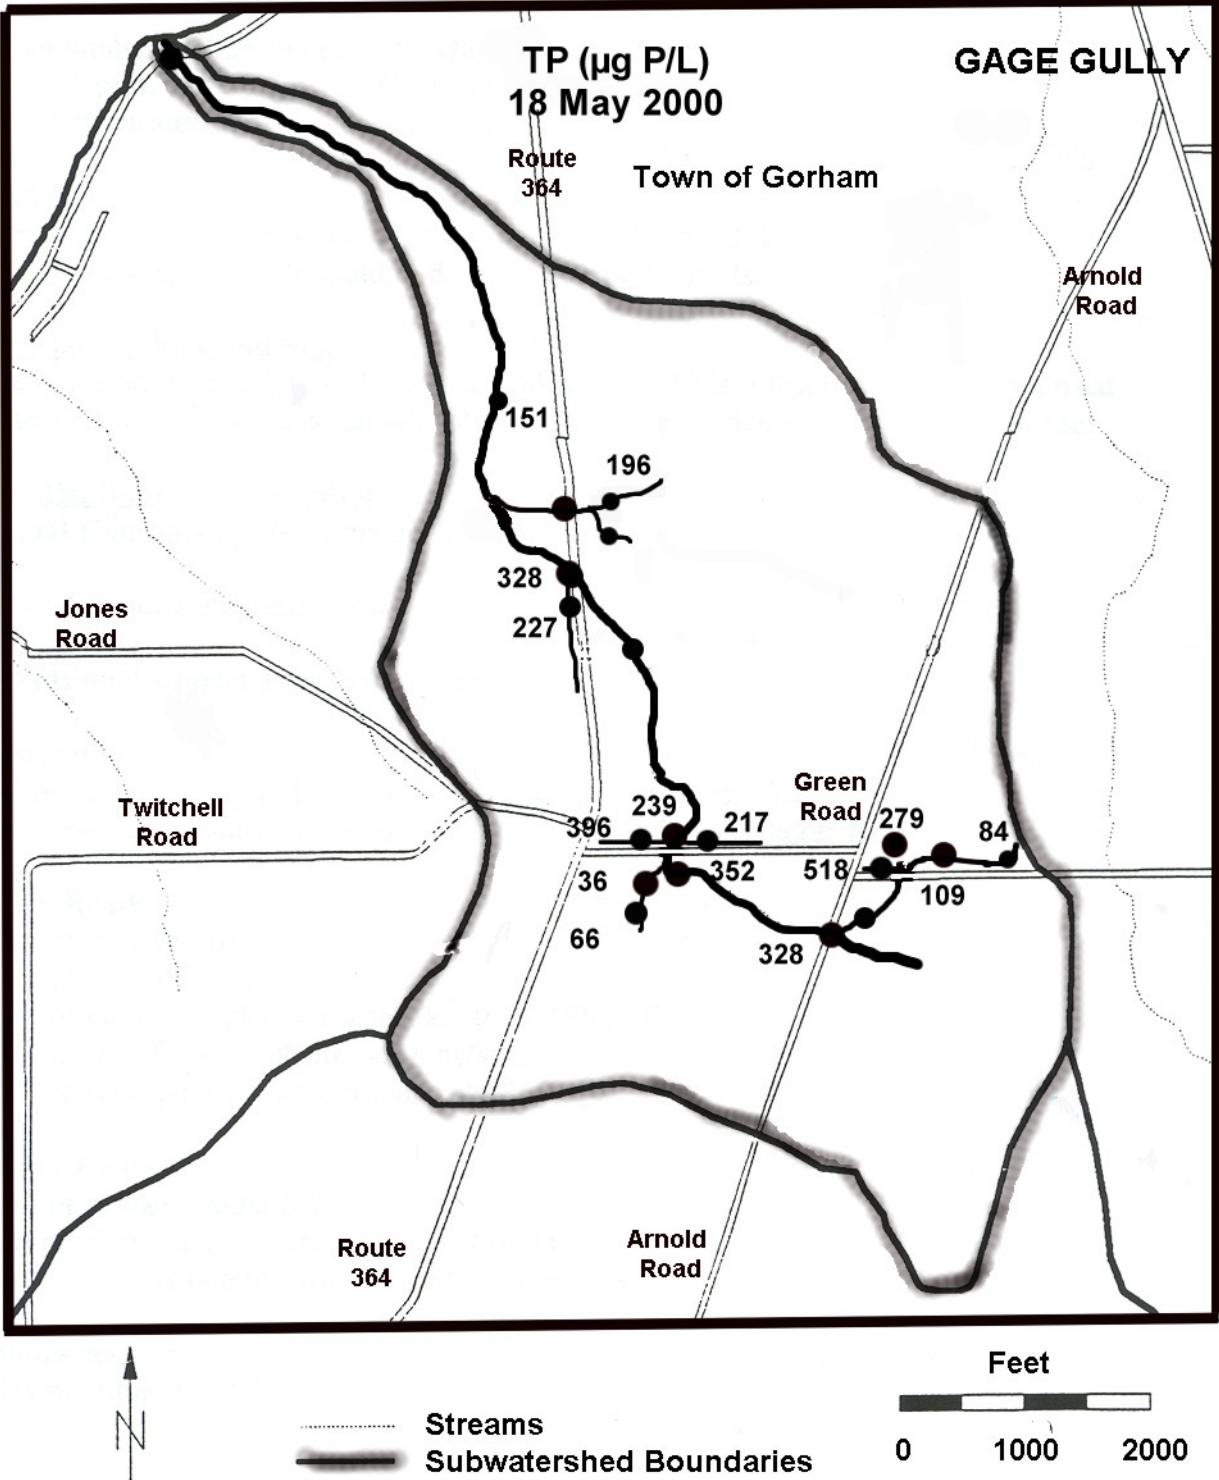 TP (µg P/L)
18 May 2000
GAGE GULLY
Route
364
Town of Gorham
Arnold
Road
151
196
328
227
Jones
Road
Twitchell
Road
Green
Road
239
396
217
279
84
518
36
352
109
66
328
Route
364
Arnold
Road
Feet
N
Streams
0 1000 2000
Subwatershed Boundaries